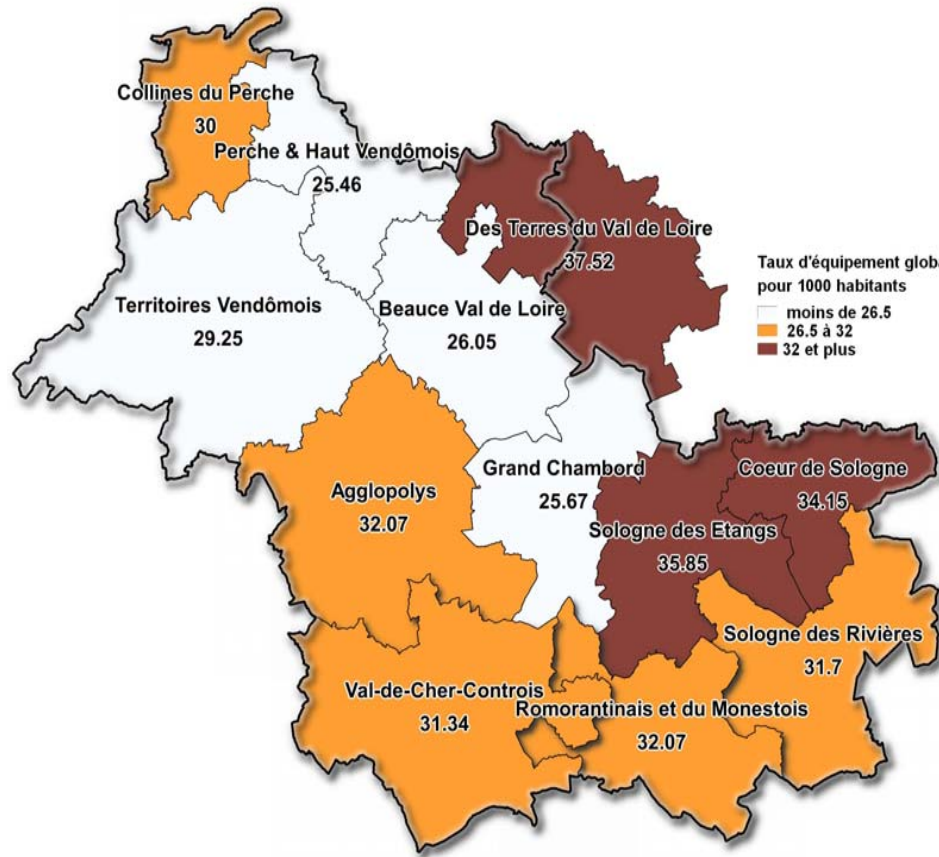 Collines du Perche
30
Perche & Haut Vendômois
25.46
Des Terres du Val de Loire
37.52
Taux d'équipement globa
pour 1000 habitants
moins de 26.5
26.5 à 32
32 et plus
Territoires Vendômois
29.25
Beauce Val de Loire
26.05
Grand Chambord
25.67
Coeur de Sologne
34.15
Agglopolys
32.07
Sologne des Etangs
35.85
Sologne des Rivières
31.7
Val-de-Cher-Controis
31.34
Romorantinais et du Monestois
32.07